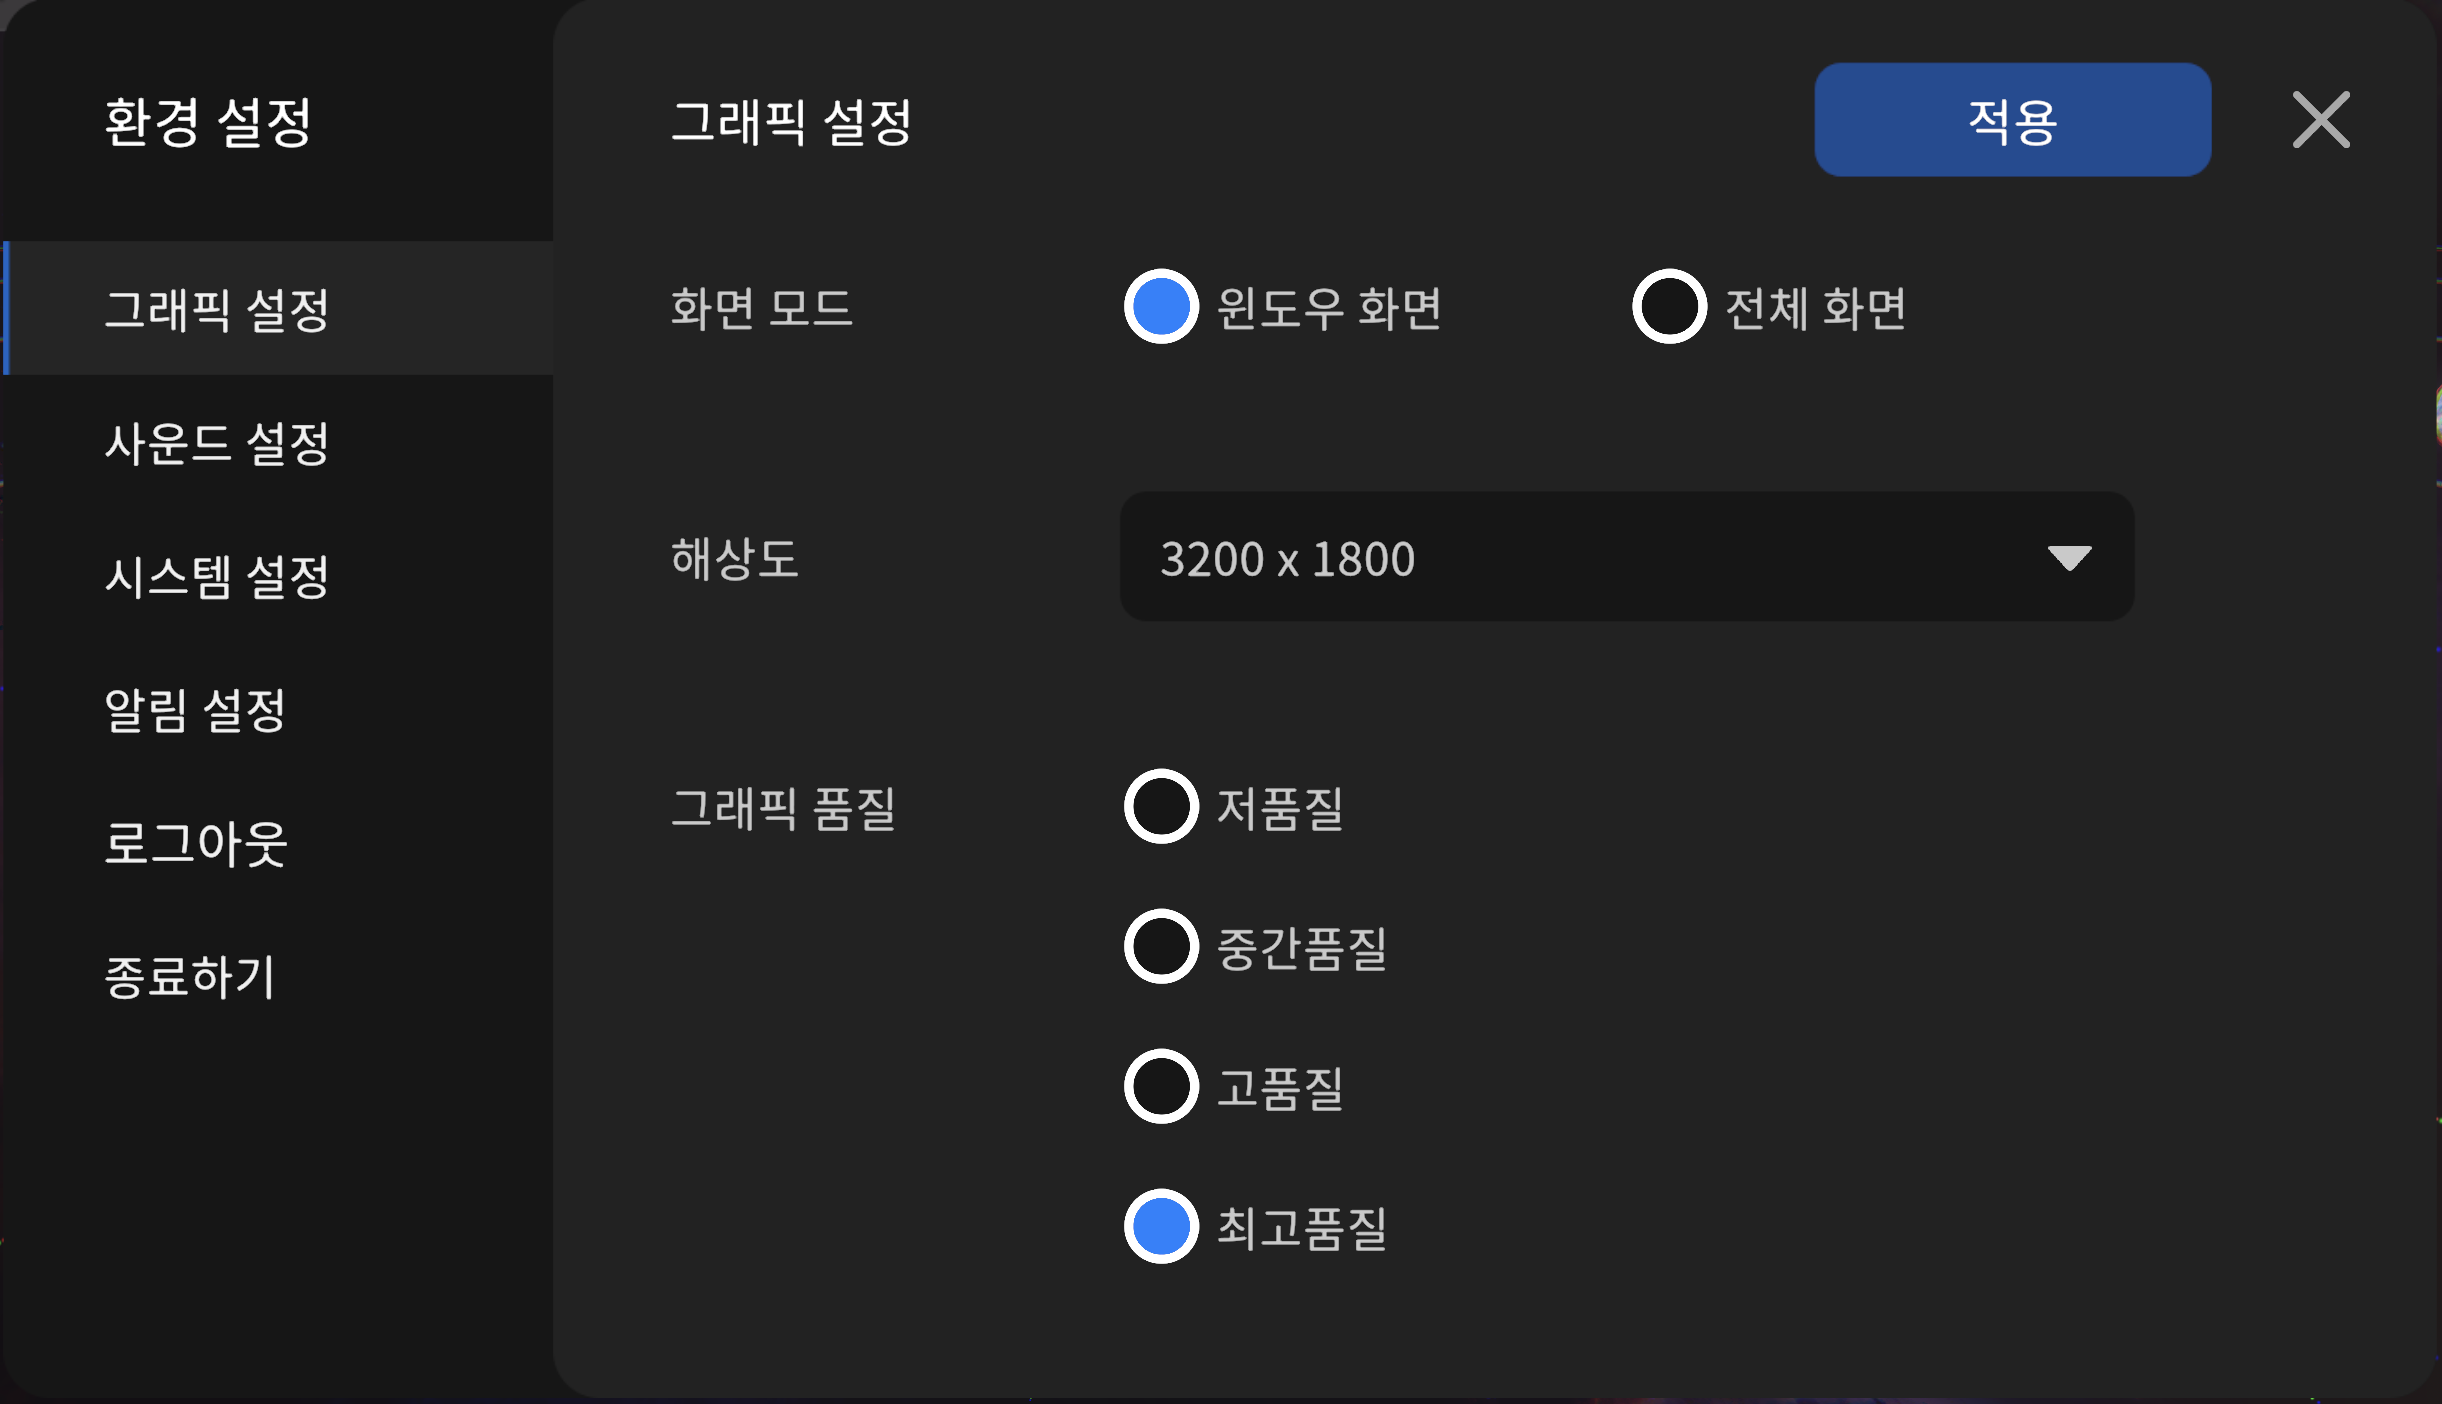 환경 설정
그래픽 설정
사운드 설정
시스템 설정
알림 설정
로그아웃
종료하기
그래픽 설정
적용
화면 모드
윈도우 화면
전체 화면
해상도
3200 x 1800
그래픽 품질
저품질
중간품질
고품질
최고품질